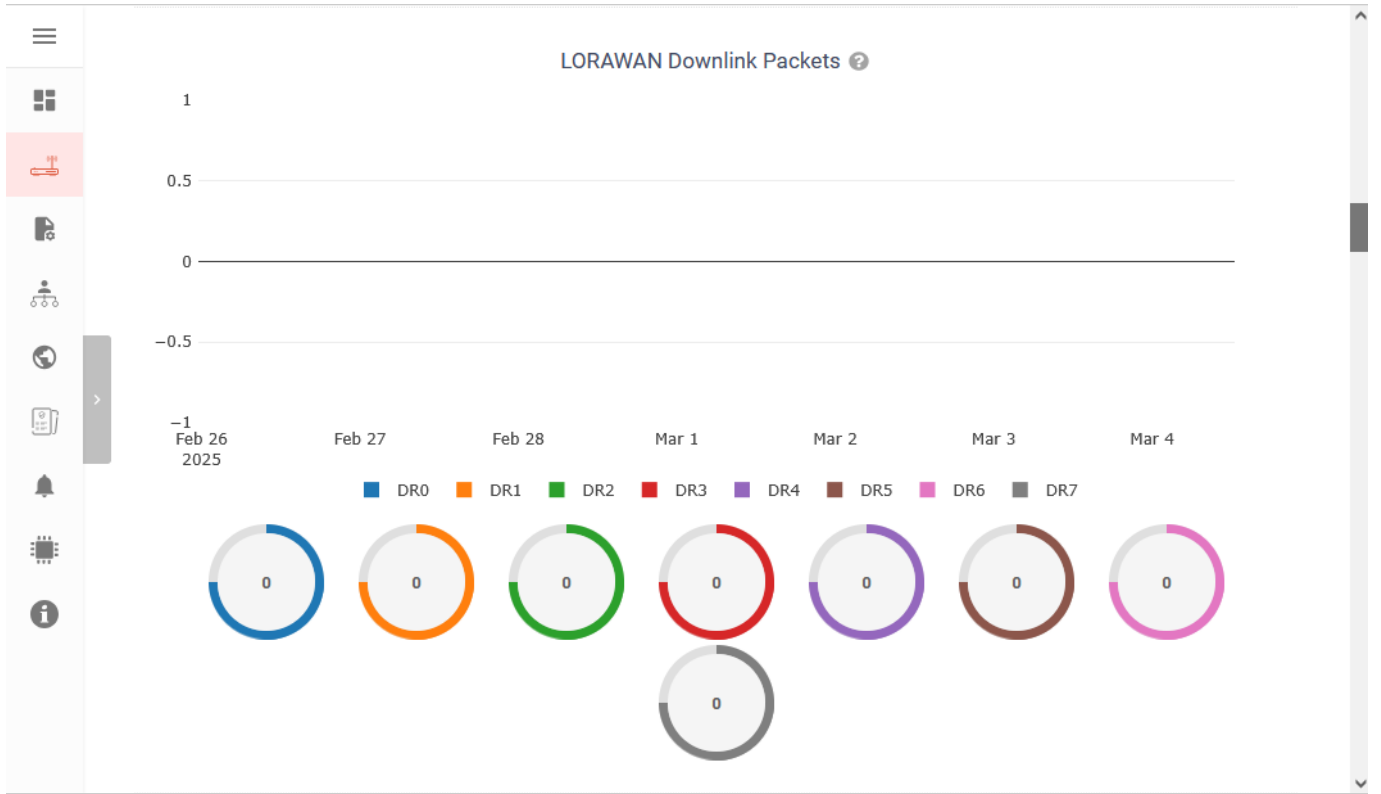 LORAWAN Downlink Packets ?
1
0.5
0
−0.5
−1
Feb 26 Feb 27 Feb 28 Mar 1 Mar 2 Mar 3 Mar 4
2025
DR0 DR1 DR2 DR3 DR4 DR5 DR6 DR7
0 0 0 0 0 0 0
0